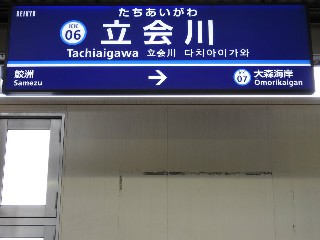 KEIKYU
たちあいがわ
KK
06
立会川
Tachiaigawa 立会川 다치아이가와
鮫洲
Samezu
→
KK
07
大森海岸
Omorikaigan